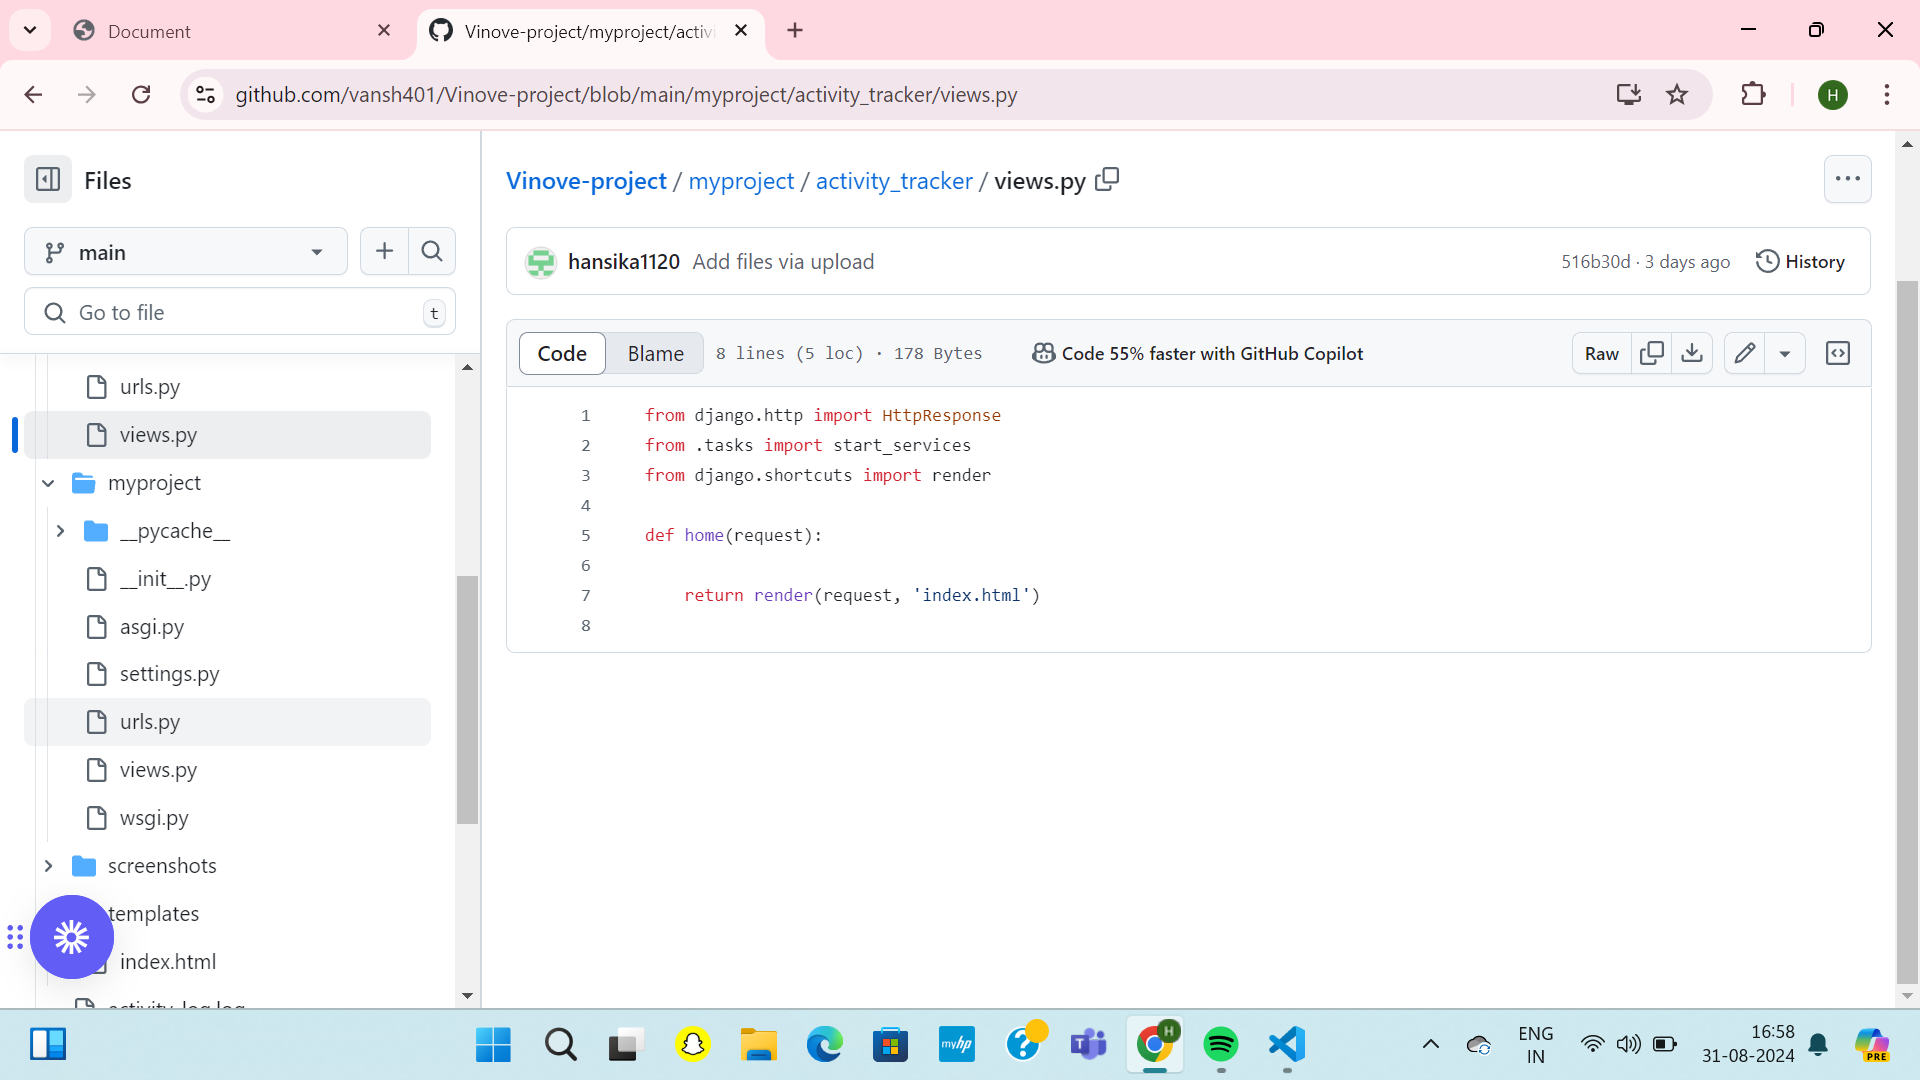 Document
Vinove-project/myproject/activi
github.com/vansh401/Vinove-project/blob/main/myproject/activity_tracker/views.py
H
Files
main
Go to file
t
urls.py
views.py
myproject
__pycache__
__init__.py
asgi.py
settings.py
urls.py
views.py
wsgi.py
screenshots
templates
index.html
activity_log.log
Vinove-project / myproject / activity_tracker / views.py
hansika1120 Add files via upload
516b30d · 3 days ago
History
Code
Blame
8 lines (5 loc) · 178 Bytes
Code 55% faster with GitHub Copilot
Raw
1 from django.http import HttpResponse
2 from .tasks import start_services
3 from django.shortcuts import render
4
5 def home(request):
6
7 return render(request, 'index.html')
8
myhp
T
H
ENG
IN
16:58
31-08-2024
PRE